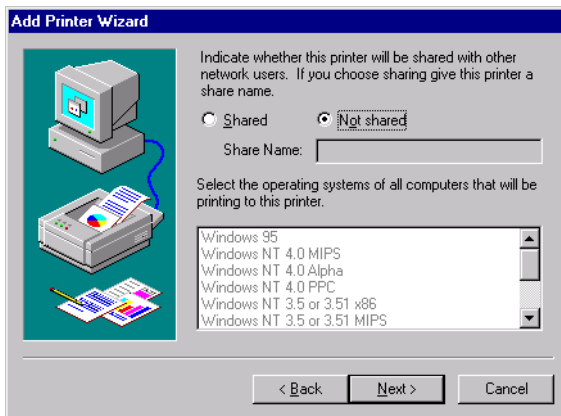 Add Printer Wizard
Indicate whether this printer will be shared with other
network users. If you choose sharing give this printer a
share name.
Shared Not shared
Share Name:
Select the operating systems of all computers that will be
printing to this printer.
Windows 95
Windows NT 4.0 MIPS
Windows NT 4.0 Alpha
Windows NT 4.0 PPC
Windows NT 3.5 or 3.51 x86
Windows NT 3.5 or 3.51 MIPS
< Back Next > Cancel